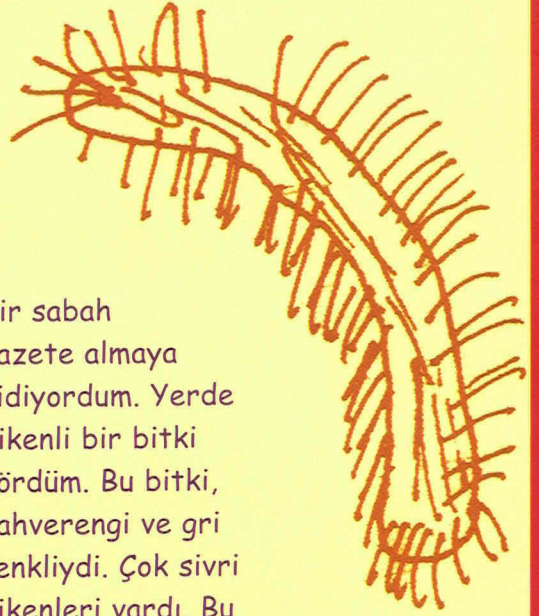 ir sabah
azete almaya
idiyordum. Yerde
ikenli bir bitki
ördüm. Bu bitki,
ahverengi ve gri
enkliydi. Çok sivri
ikenleri vardı. Bu